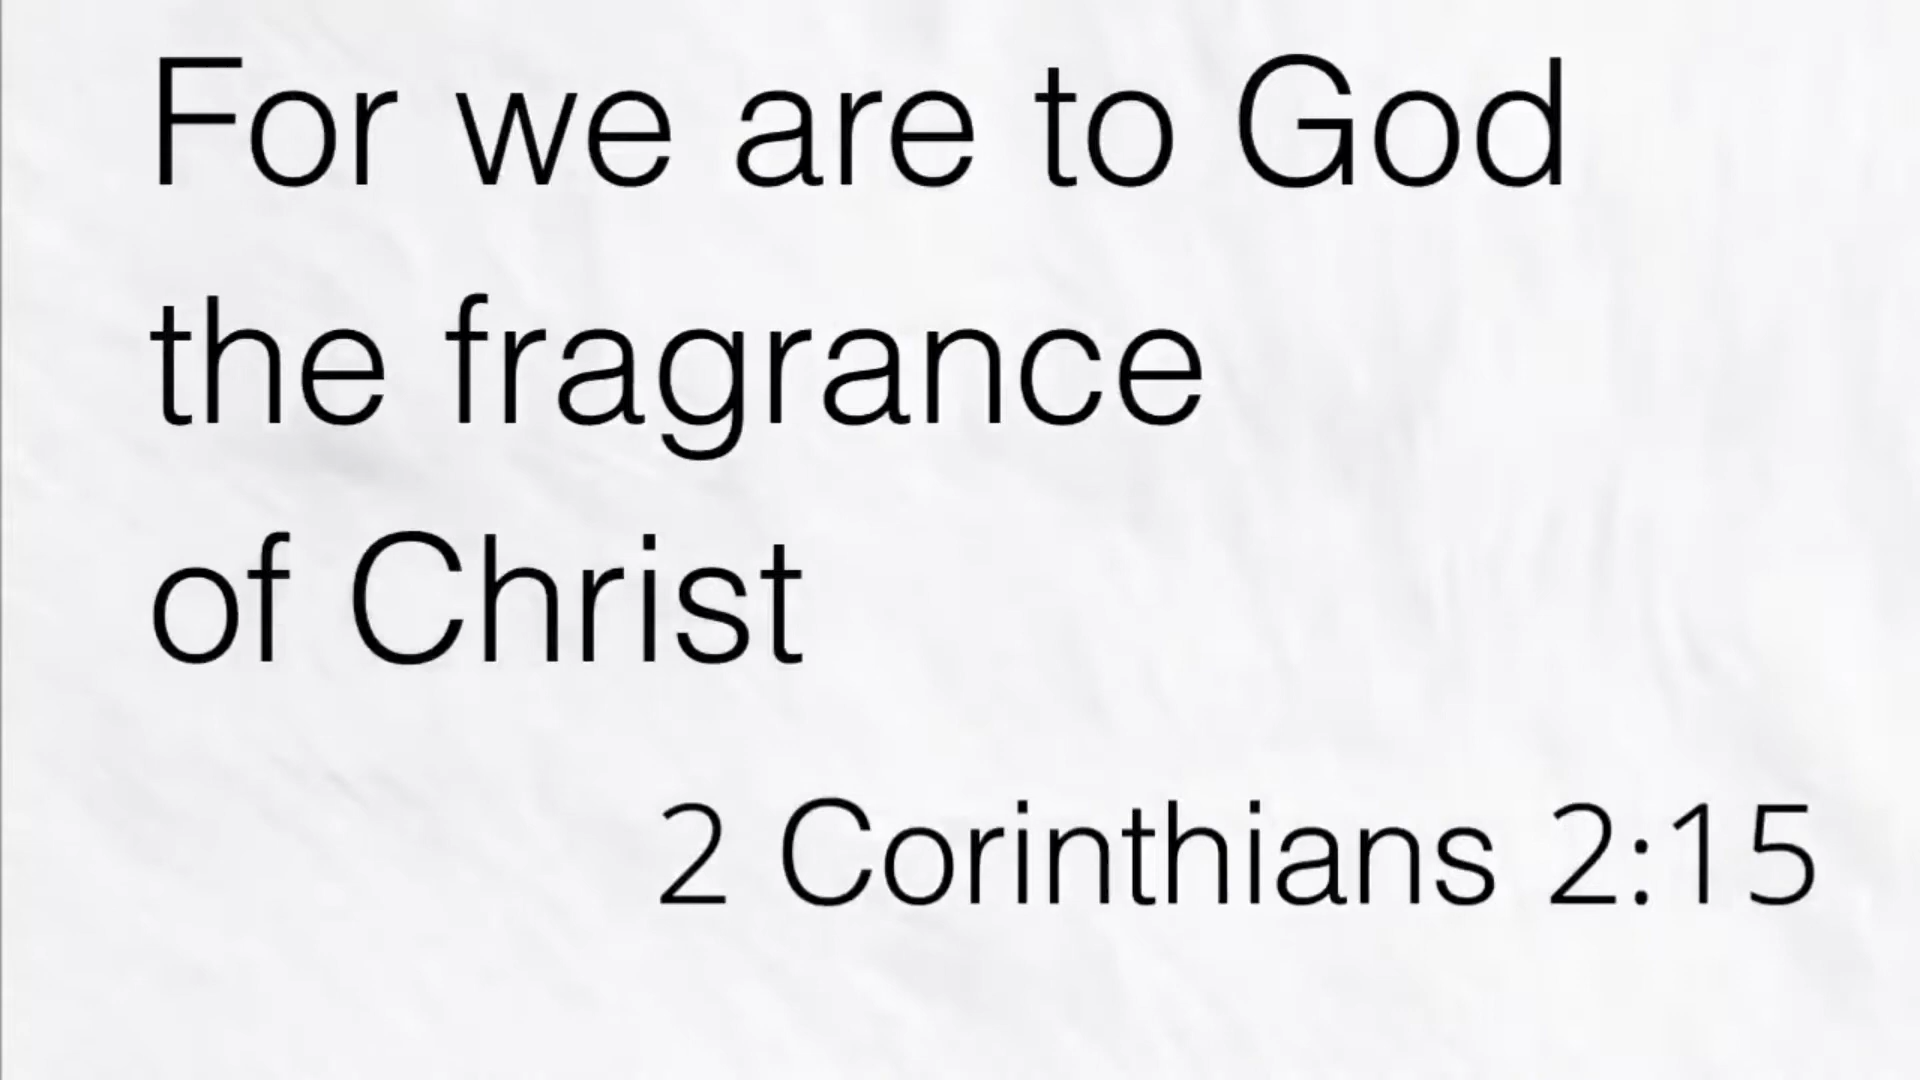 For we are to God
the fragrance
of Christ
2 Corinthians 2:15